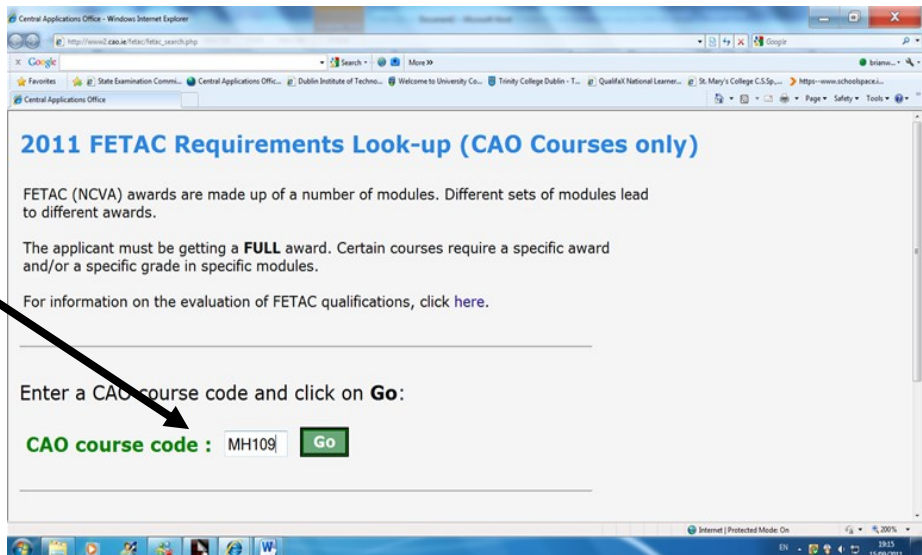 Central Applications Office - Windows Internet Explorer
http://www2.cao.ie/fetac/fetac_search.php
Google
x Google
Search
More >>
brianw...
Favorites
State Examination Commi...
Central Applications Offic...
Dublin Institute of Techno...
Welcome to University Co...
Trinity College Dublin - T...
QualifaX National Learner...
St. Mary's College C.S.Sp,...
https--www.schoolspace.i...
Central Applications Office
Page
Safety
Tools
2011 FETAC Requirements Look-up (CAO Courses only)
FETAC (NCVA) awards are made up of a number of modules. Different sets of modules lead
to different awards.
The applicant must be getting a FULL award. Certain courses require a specific award
and/or a specific grade in specific modules.
For information on the evaluation of FETAC qualifications, click here.
Enter a CAO course code and click on Go:
CAO course code : MH109 Go
Internet | Protected Mode: On
200%
EN
19:15